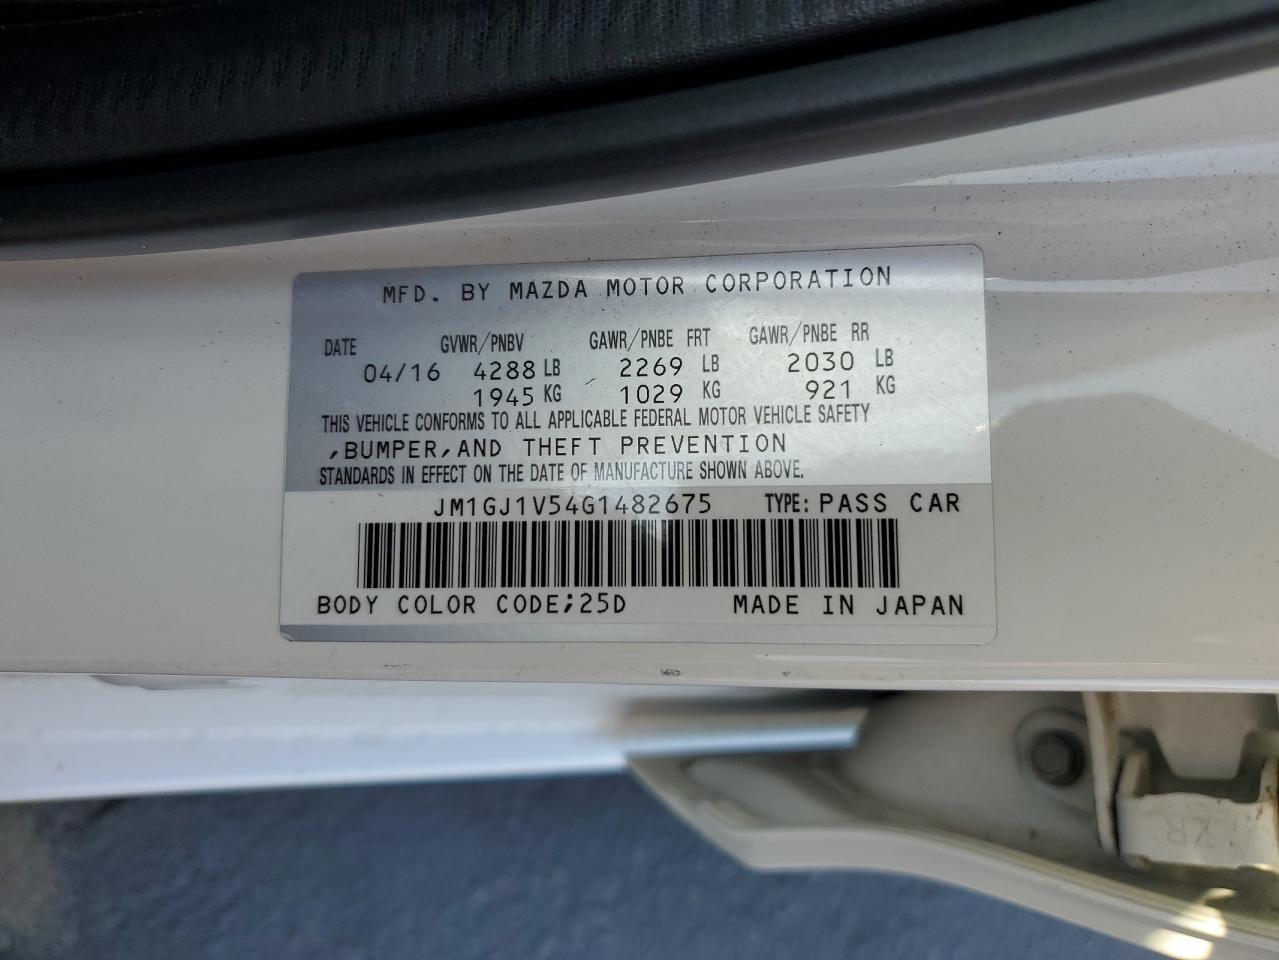 MFD. BY MAZDA MOTOR CORPORATION
DATE GVWR/PNBV GAWR/PNBE FRT GAWR/PNBE RR
04/16 4288 LB 2269 LB 2030 LB
1945 KG 1029 KG 921 KG
THIS VEHICLE CONFORMS TO ALL APPLICABLE FEDERAL MOTOR VEHICLE SAFETY
,BUMPER,AND THEFT PREVENTION
STANDARDS IN EFFECT ON THE DATE OF MANUFACTURE SHOWN ABOVE.
JM1GJ1V54G1482675 TYPE: PASS CAR
BODY COLOR CODE;25D MADE IN JAPAN
ZR